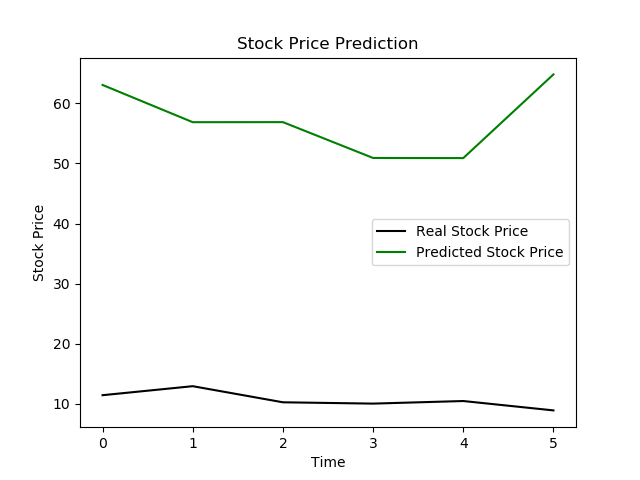 Stock Price Prediction
Stock Price
60
50
40
30
20
10
Real Stock Price
Predicted Stock Price
0 1 2 3 4 5
Time